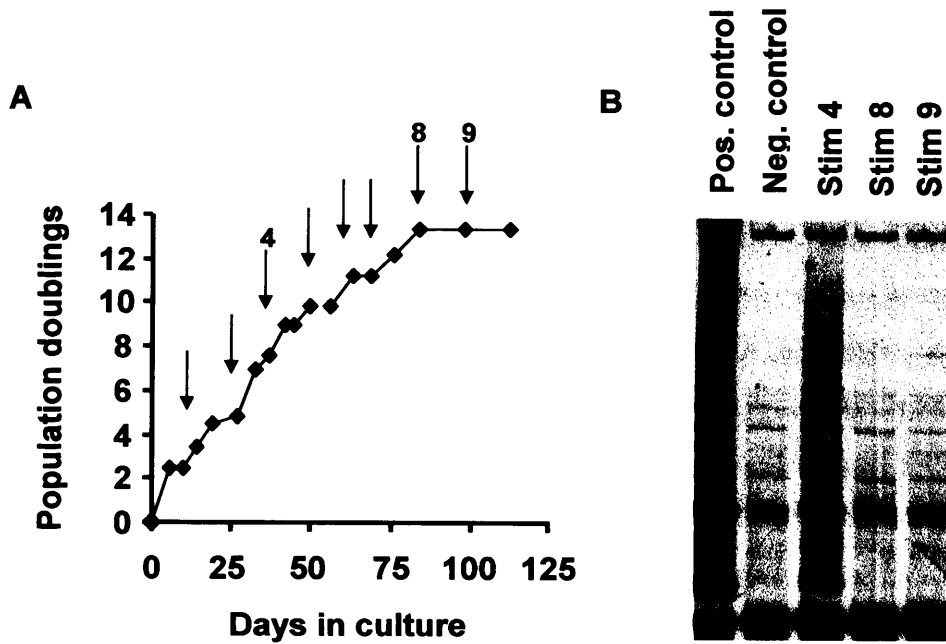 A
Population doublings
14
12
10
8
6
4
2
0
4
8
9
0 25 50 75 100 125
Days in culture
B
Pos. control
Neg. control
Stim 4
Stim 8
Stim 9